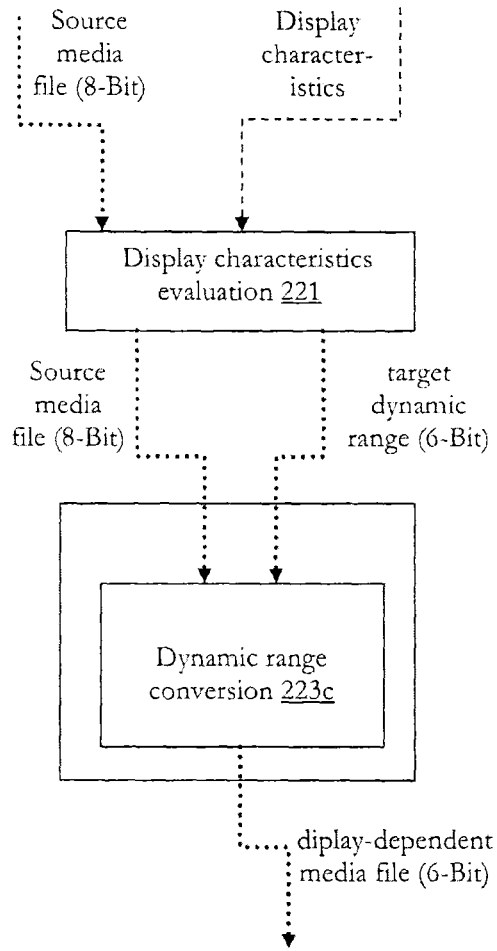 Source
media
file (8-Bit)
Display
character-
istics
Display characteristics
evaluation 221
Source
media
file (8-Bit)
target
dynamic
range (6-Bit)
Dynamic range
conversion 223c
diplay-dependent
media file (6-Bit)